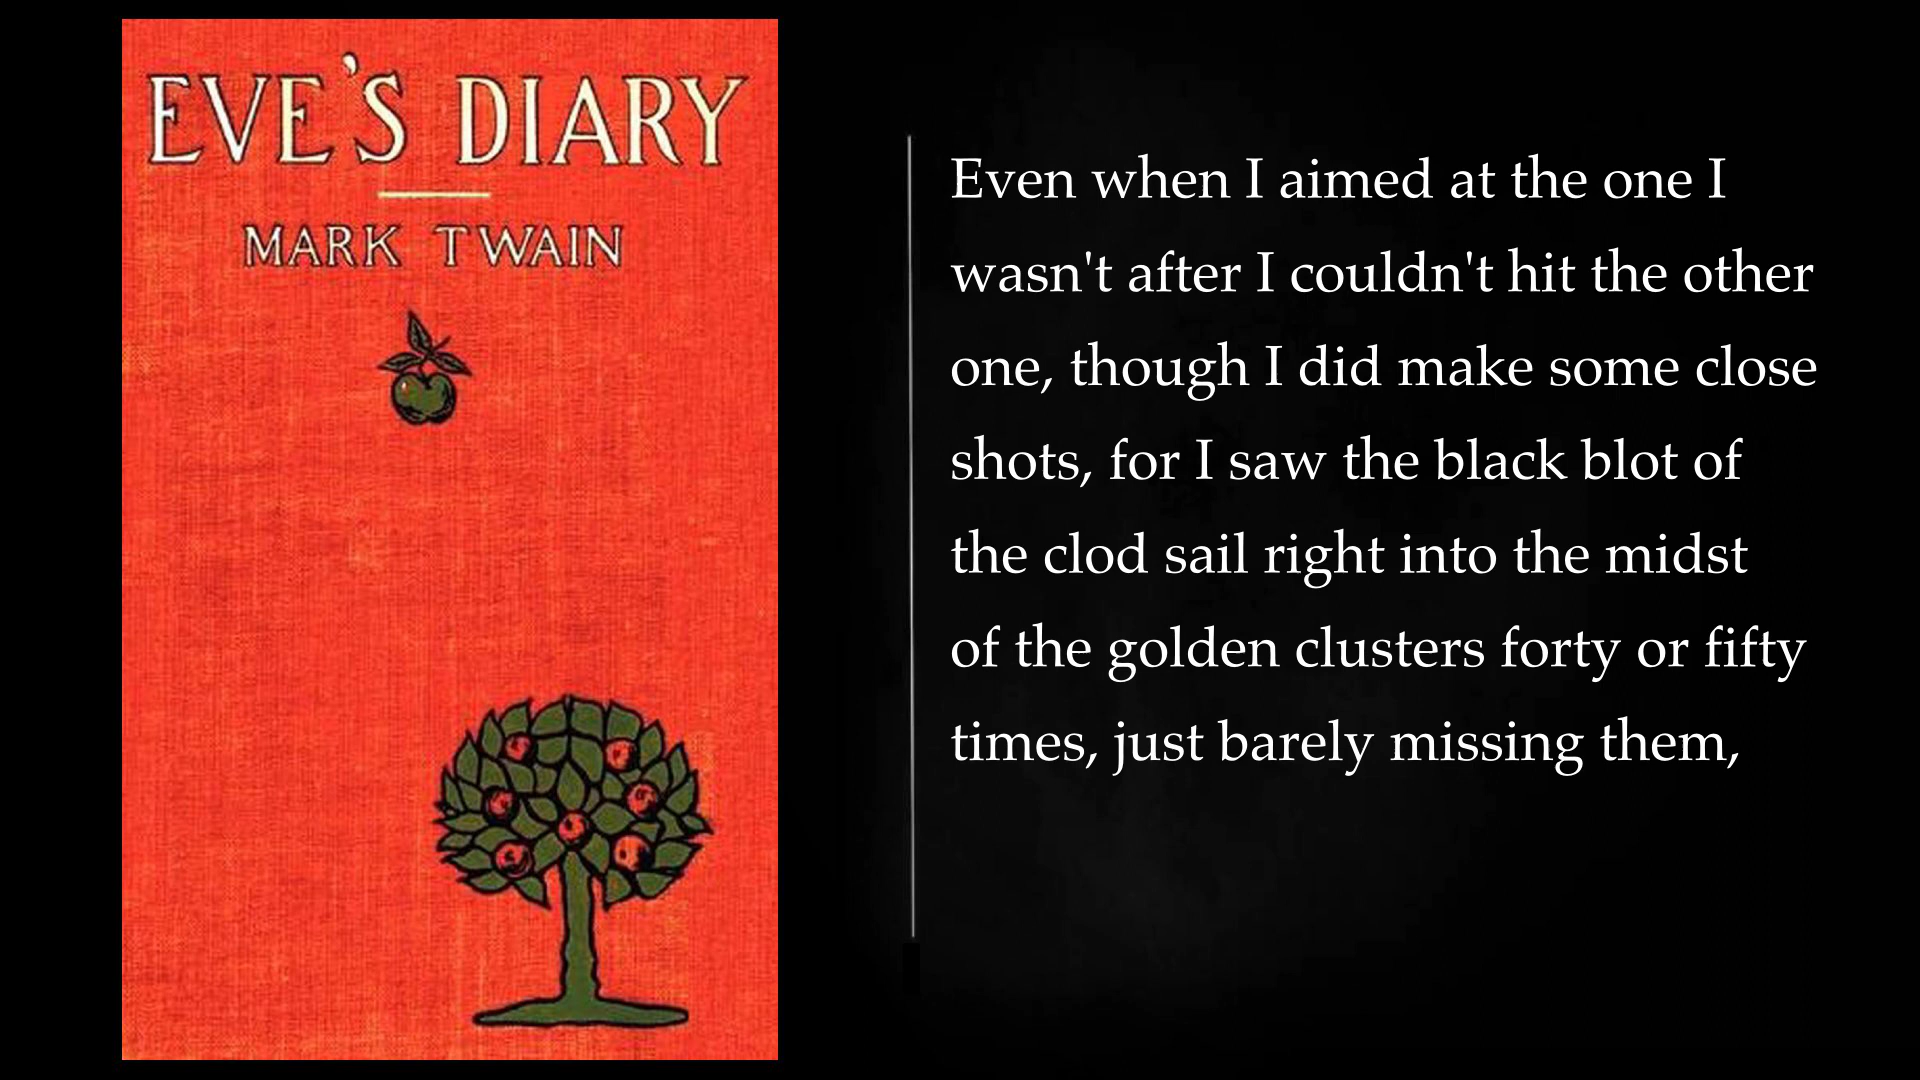 EVE'S DIARY
MARK TWAIN
Even when I aimed at the one I
wasn't after I couldn't hit the other
one, though I did make some close
shots, for I saw the black blot of
the clod sail right into the midst
of the golden clusters forty or fifty
times, just barely missing them,